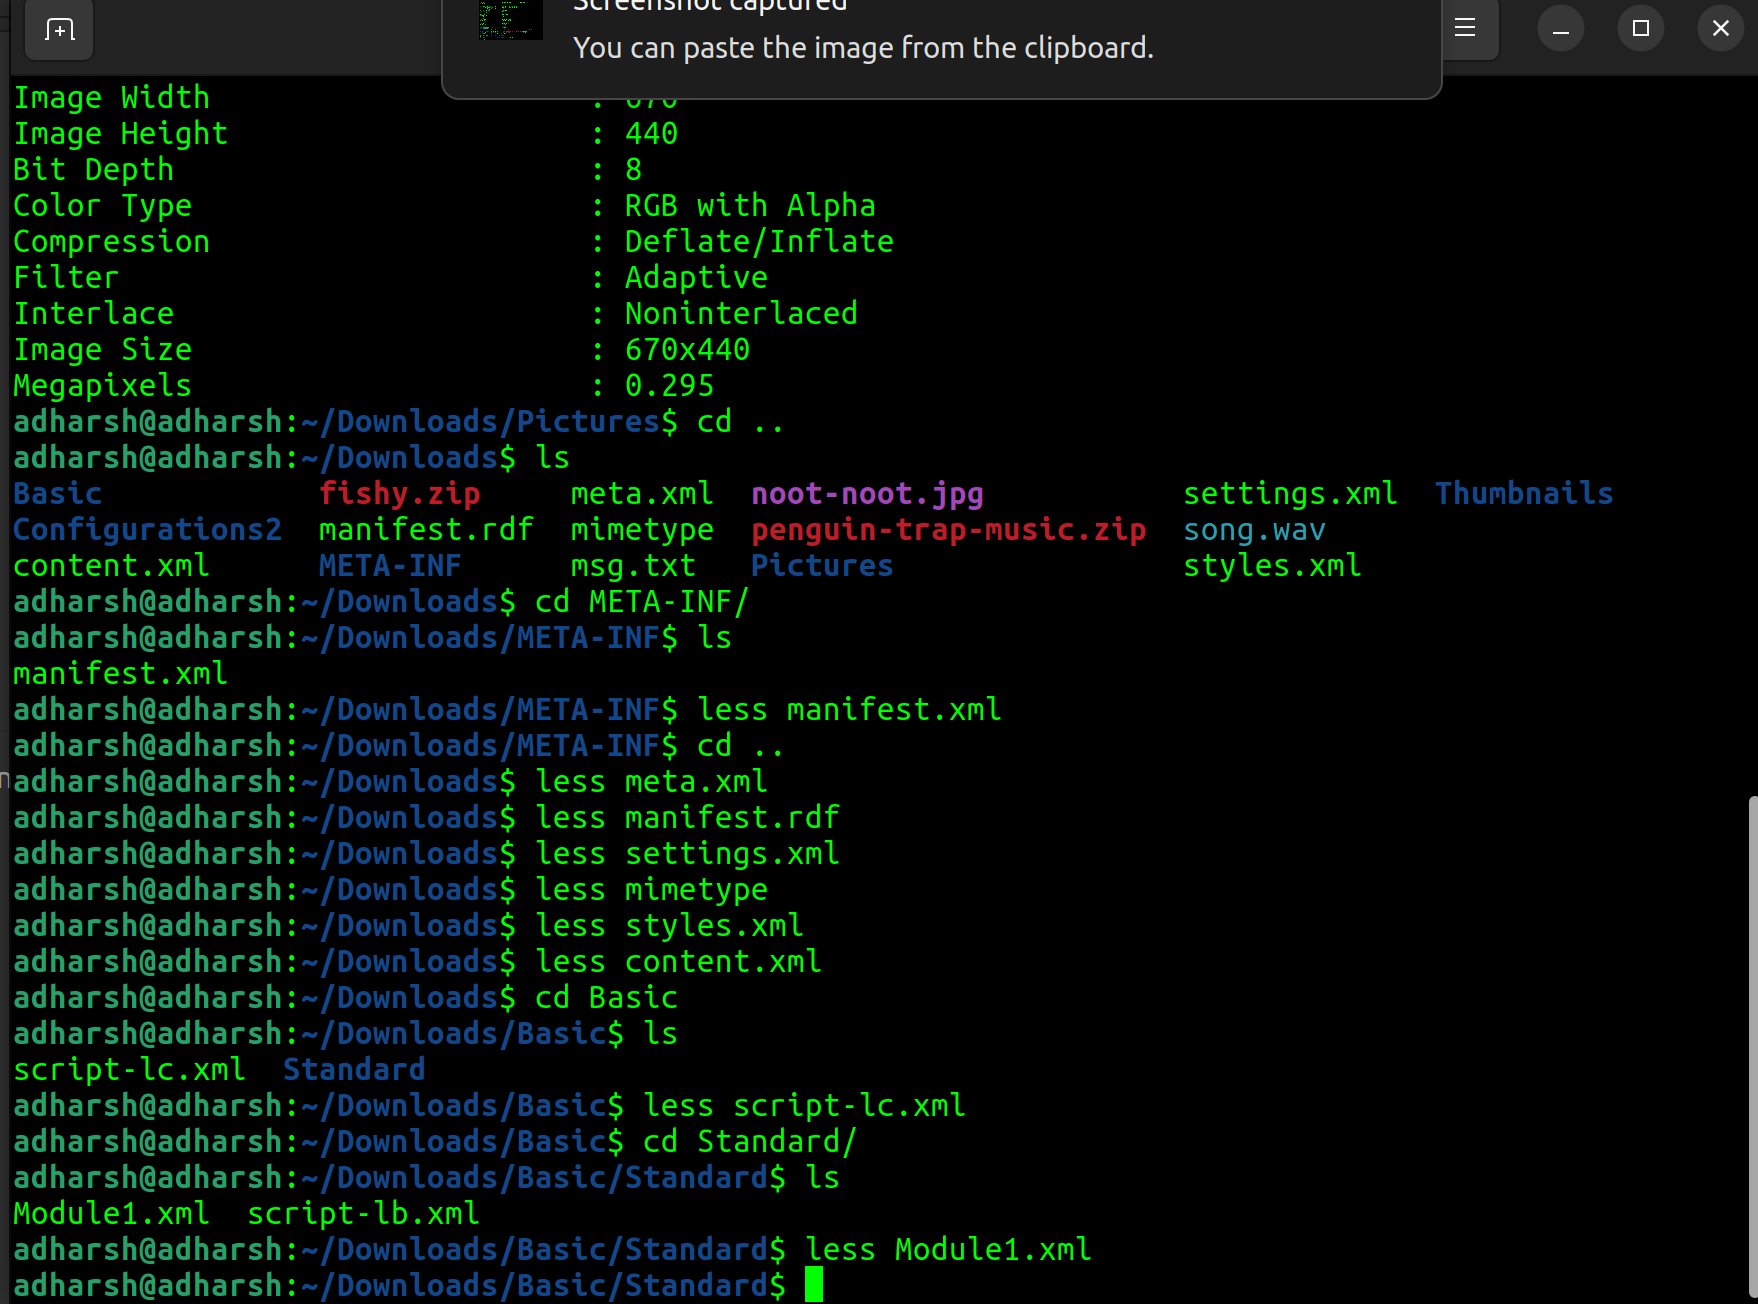 Screenshot captured
You can paste the image from the clipboard.
Image Width : 670
Image Height : 440
Bit Depth : 8
Color Type : RGB with Alpha
Compression : Deflate/Inflate
Filter : Adaptive
Interlace : Noninterlaced
Image Size : 670x440
Megapixels : 0.295
adharsh@adharsh:~/Downloads/Pictures$ cd ..
adharsh@adharsh:~/Downloads$ ls
Basic fishy.zip meta.xml noot-noot.jpg settings.xml Thumbnails
Configurations2 manifest.rdf mimetype penguin-trap-music.zip song.wav
content.xml META-INF msg.txt Pictures styles.xml
adharsh@adharsh:~/Downloads$ cd META-INF/
adharsh@adharsh:~/Downloads/META-INF$ ls
manifest.xml
adharsh@adharsh:~/Downloads/META-INF$ less manifest.xml
adharsh@adharsh:~/Downloads/META-INF$ cd ..
adharsh@adharsh:~/Downloads$ less meta.xml
adharsh@adharsh:~/Downloads$ less manifest.rdf
adharsh@adharsh:~/Downloads$ less settings.xml
adharsh@adharsh:~/Downloads$ less mimetype
adharsh@adharsh:~/Downloads$ less styles.xml
adharsh@adharsh:~/Downloads$ less content.xml
adharsh@adharsh:~/Downloads$ cd Basic
adharsh@adharsh:~/Downloads/Basic$ ls
script-lc.xml Standard
adharsh@adharsh:~/Downloads/Basic$ less script-lc.xml
adharsh@adharsh:~/Downloads/Basic$ cd Standard/
adharsh@adharsh:~/Downloads/Basic/Standard$ ls
Module1.xml script-lb.xml
adharsh@adharsh:~/Downloads/Basic/Standard$ less Module1.xml
adharsh@adharsh:~/Downloads/Basic/Standard$